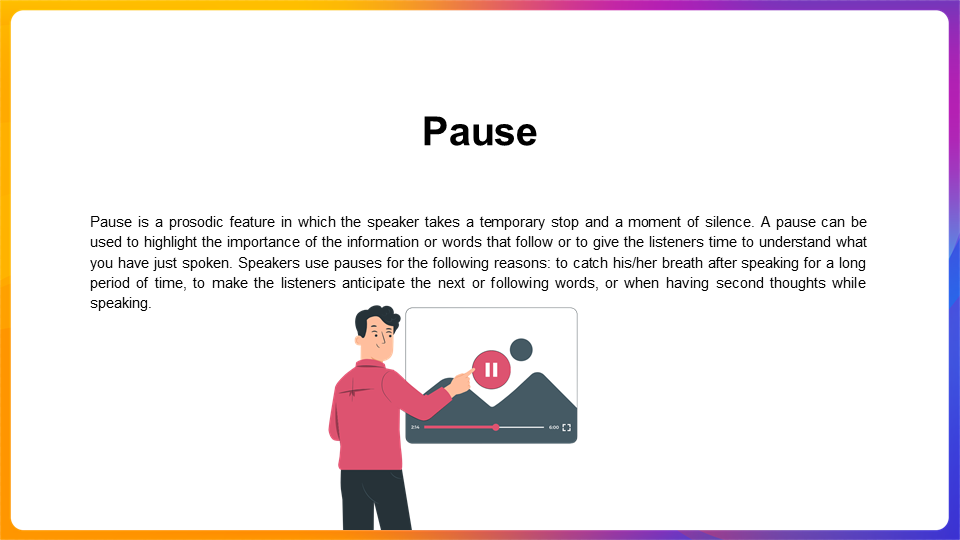 Pause
Pause is a prosodic feature in which the speaker takes a temporary stop and a moment of silence. A pause can be
used to highlight the importance of the information or words that follow or to give the listeners time to understand what
you have just spoken. Speakers use pauses for the following reasons: to catch his/her breath after speaking for a long
period of time, to make the listeners anticipate the next or following words, or when having second thoughts while
speaking.
2:14 6:00